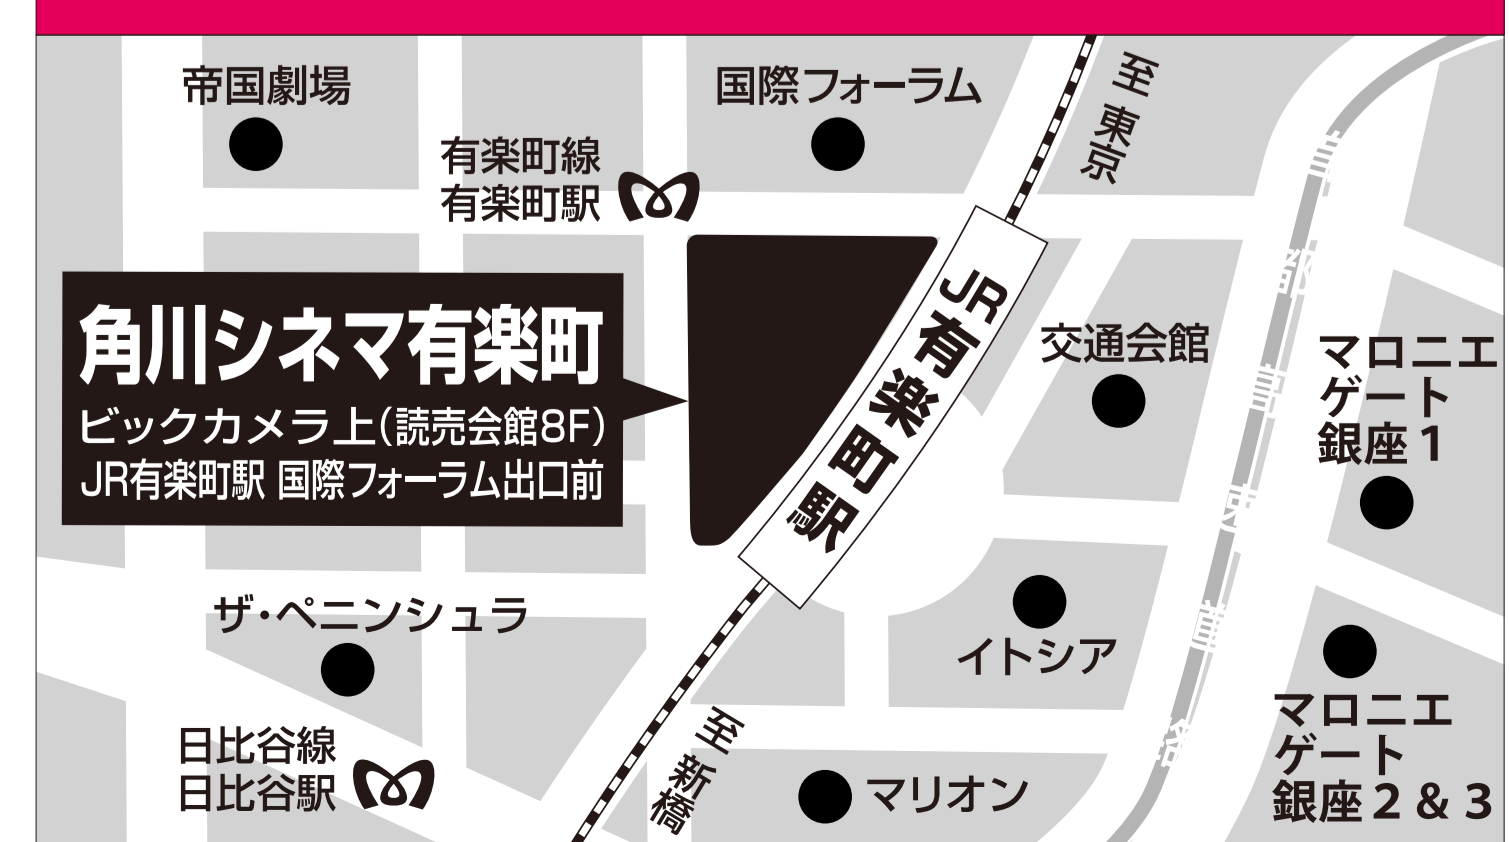 帝国劇場
国際フォーラム
至 東京
有楽町線
有楽町駅
角川シネマ有楽町
ビックカメラ上(読売会館8F)
JR有楽町駅 国際フォーラム出口前
JR有楽町駅
交通会館
首都高速道路
マロニエ
ゲート
銀座1
ザ・ペニンシュラ
イトシア
マロニエ
ゲート
銀座2&3
日比谷線
日比谷駅
至 新橋
マリオン